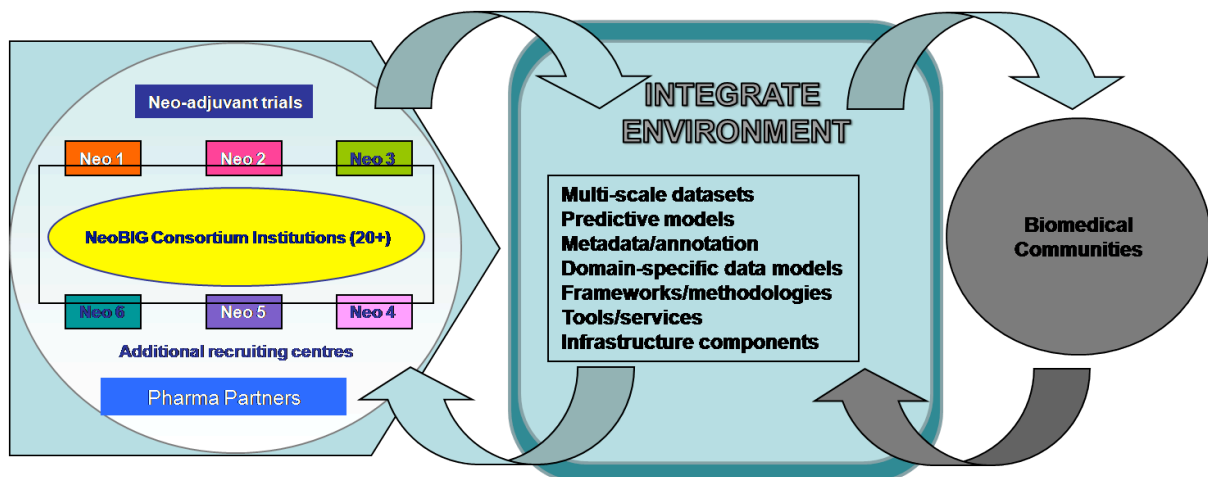 Neo-adjuvant trials
Neo 1
Neo 2
Neo 3
NeoBIG Consortium Institutions (20+)
Neo 6
Neo 5
Neo 4
Additional recruiting centres
Pharma Partners
INTEGRATE
ENVIRONMENT
Multi-scale datasets
Predictive models
Metadata/annotation
Domain-specific data models
Frameworks/methodologies
Tools/services
Infrastructure components
Biomedical
Communities